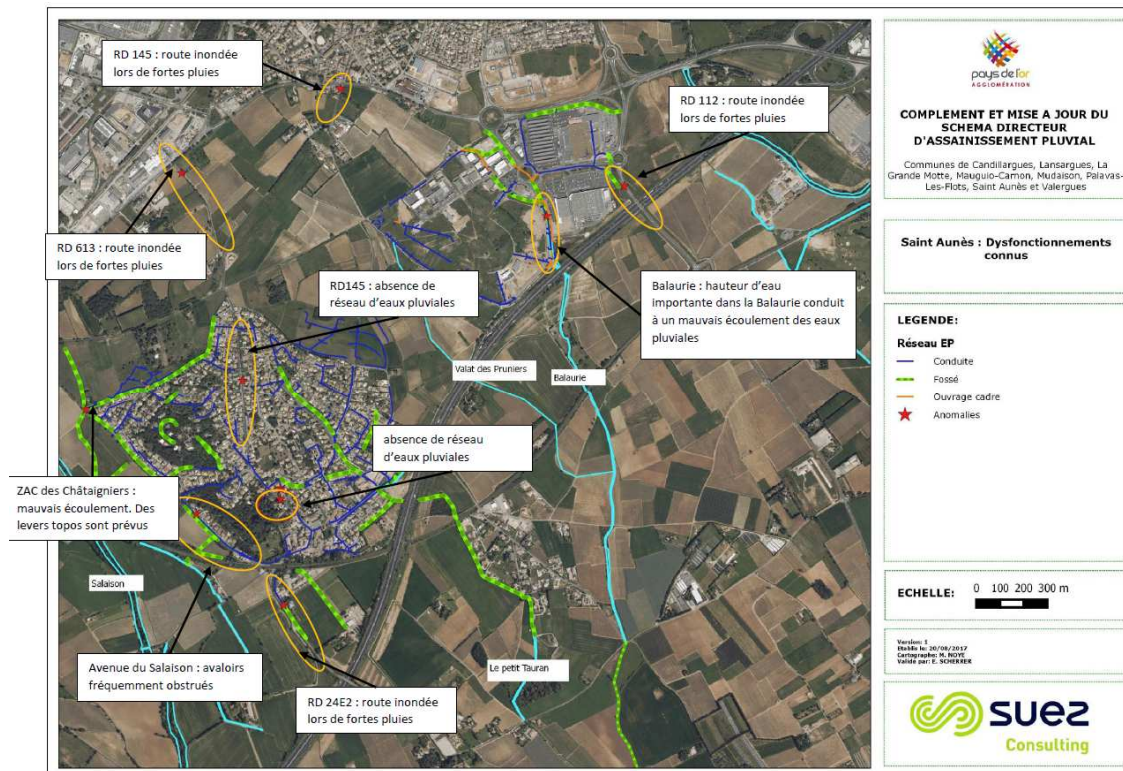 RD 145 : route inondée
lors de fortes pluies
RD 112 : route inondée
lors de fortes pluies
RD 613 : route inondée
lors de fortes pluies
RD145 : absence de
réseau d'eaux pluviales
Balaurie : hauteur d'eau
importante dans la Balaurie conduit
à un mauvais écoulement des eaux
pluviales
Valat des Pruniers
Balaurie
absence de réseau
d'eaux pluviales
ZAC des Châtaigniers :
mauvais écoulement. Des
levers topos sont prévus
Salaison
Avenue du Salaison : avaloirs
fréquemment obstrués
RD 24E2 : route inondée
lors de fortes pluies
Le petit Tauran
pays de l'or
AGGLOMÉRATION
COMPLEMENT ET MISE A JOUR DU
SCHEMA DIRECTEUR
D'ASSAINISSEMENT PLUVIAL
Communes de Candillargues, Lansargues, La
Grande Motte, Mauguio-Carnon, Mudaison, Palavas-
Les-Flots, Saint Aunès et Valergues
Saint Aunès : Dysfonctionnements
connus
LEGENDE:
Réseau EP
Conduite
Fossé
Ouvrage cadre
Anomalies
ECHELLE:
0 100 200 300 m
Version: 1
Etablie le: 20/08/2017
Cartographe: M. NOYE
Validé par: E. SCHERRER
suez
Consulting